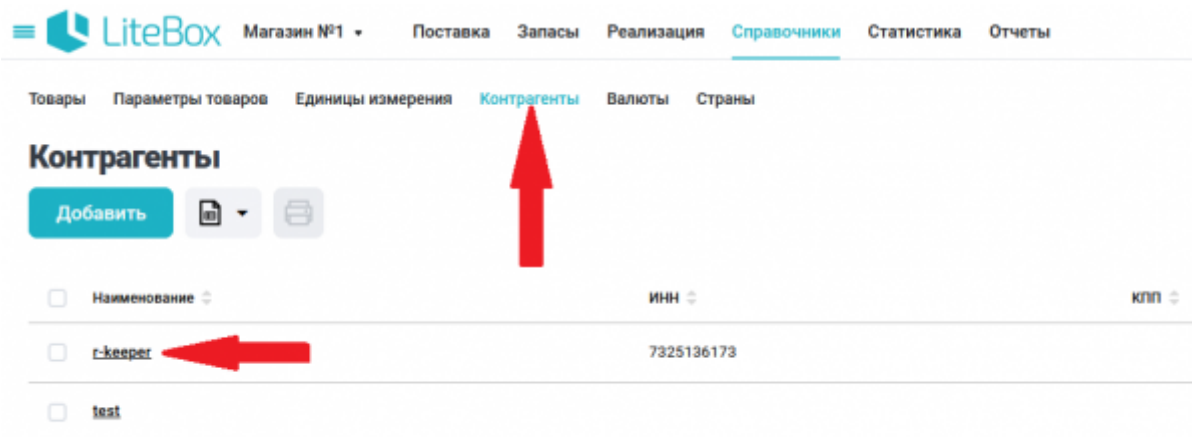 LiteBox Магазин №1 Поставка Запасы Реализация Справочники Статистика Отчеты
Товары Параметры товаров Единицы измерения Контрагенты Валюты Страны
Контрагенты
Добавить
Наименование ИНН КПП
r-keeper 7325136173
test